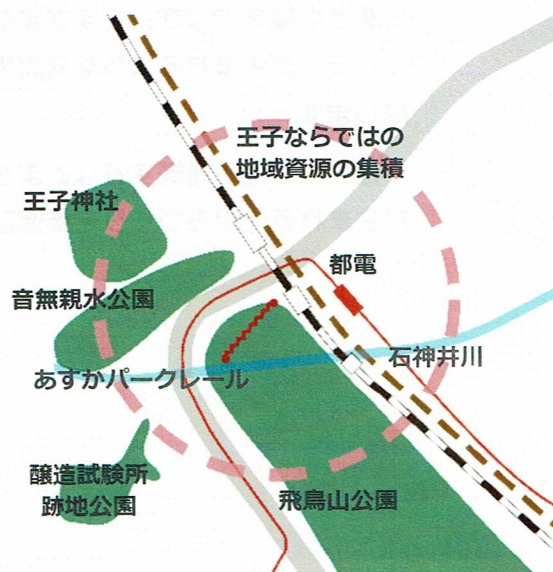 王子ならではの
地域資源の集積
王子神社
都電
音無親水公園
石神井川
あすかパークレール
醸造試験所
跡地公園
飛鳥山公園